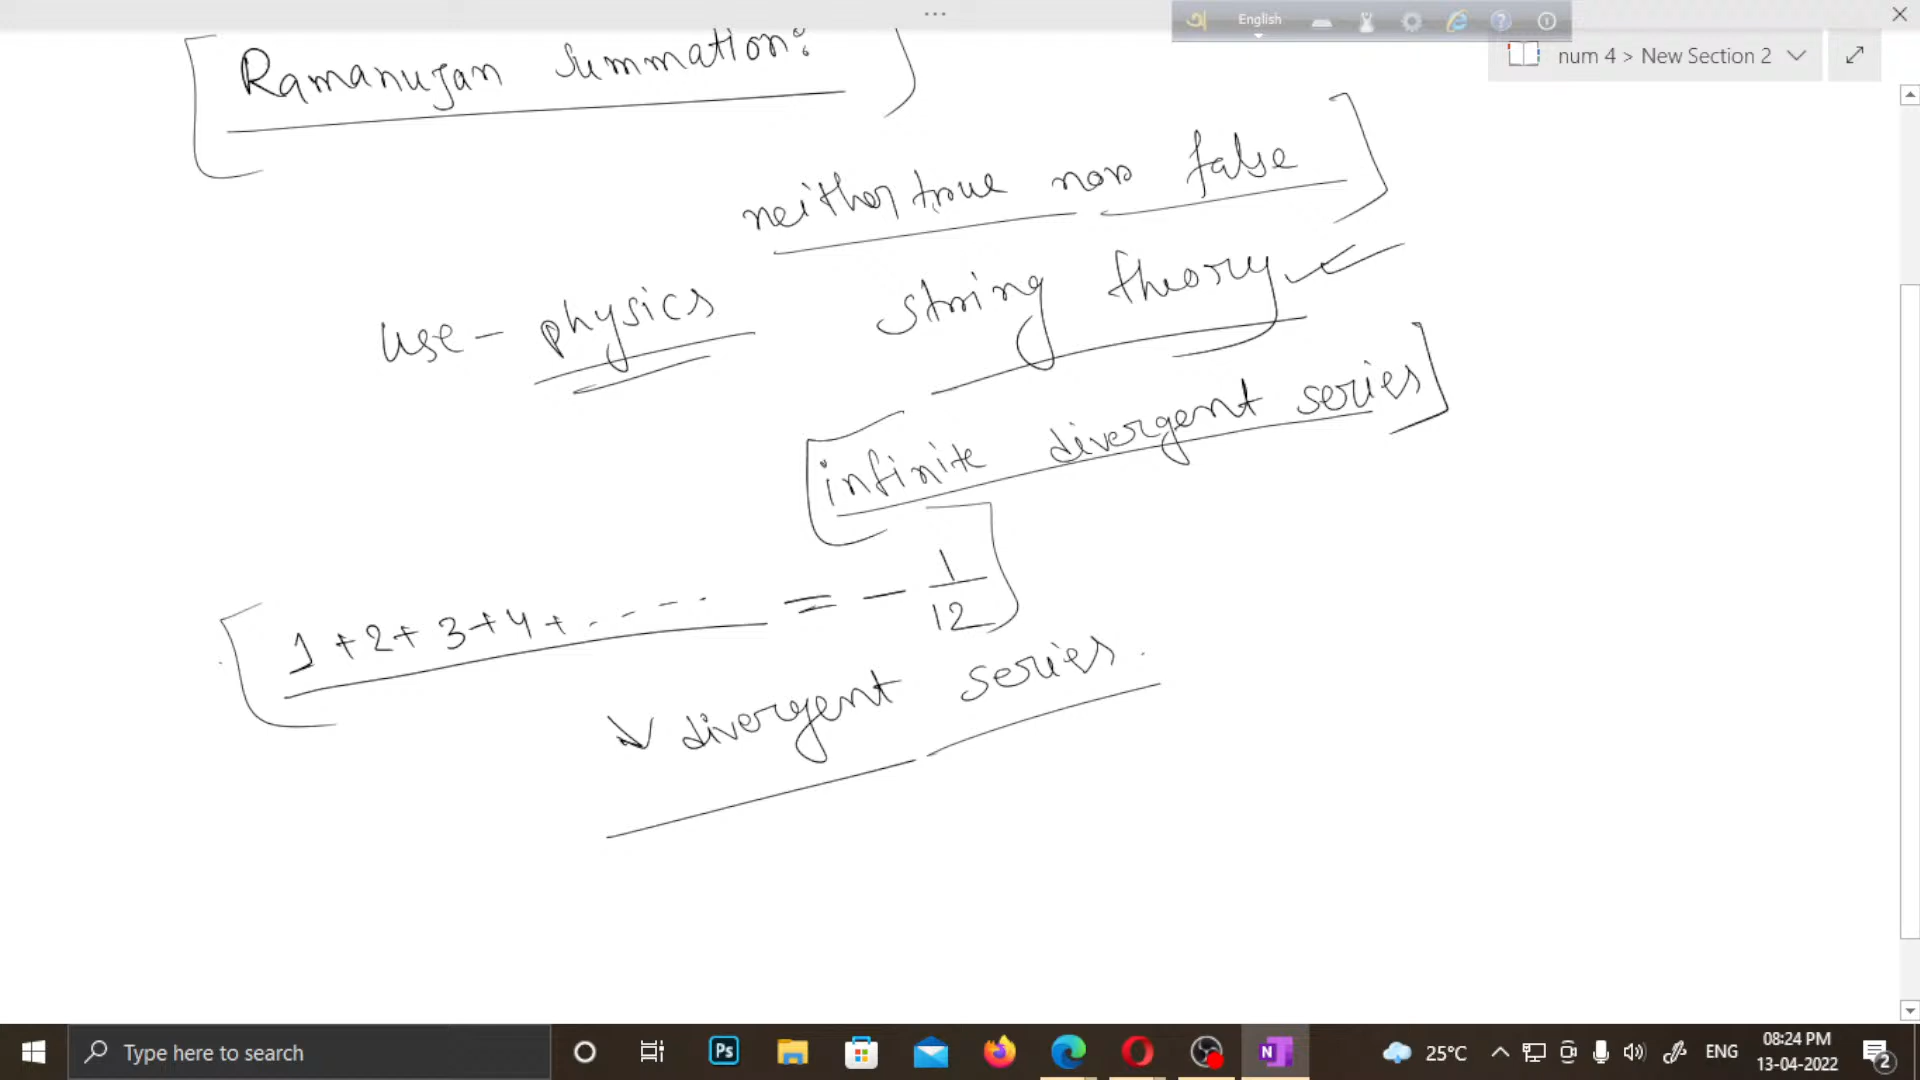 English
num 4 > New Section 2
Ramanujan Summation:
neither true nor false
use - physics string theory
infinite divergent series
1+2+3+4+..---- = - 1/12
divergent series.
Type here to search
Ps
N
25°C
ENG
08:24 PM
13-04-2022
2